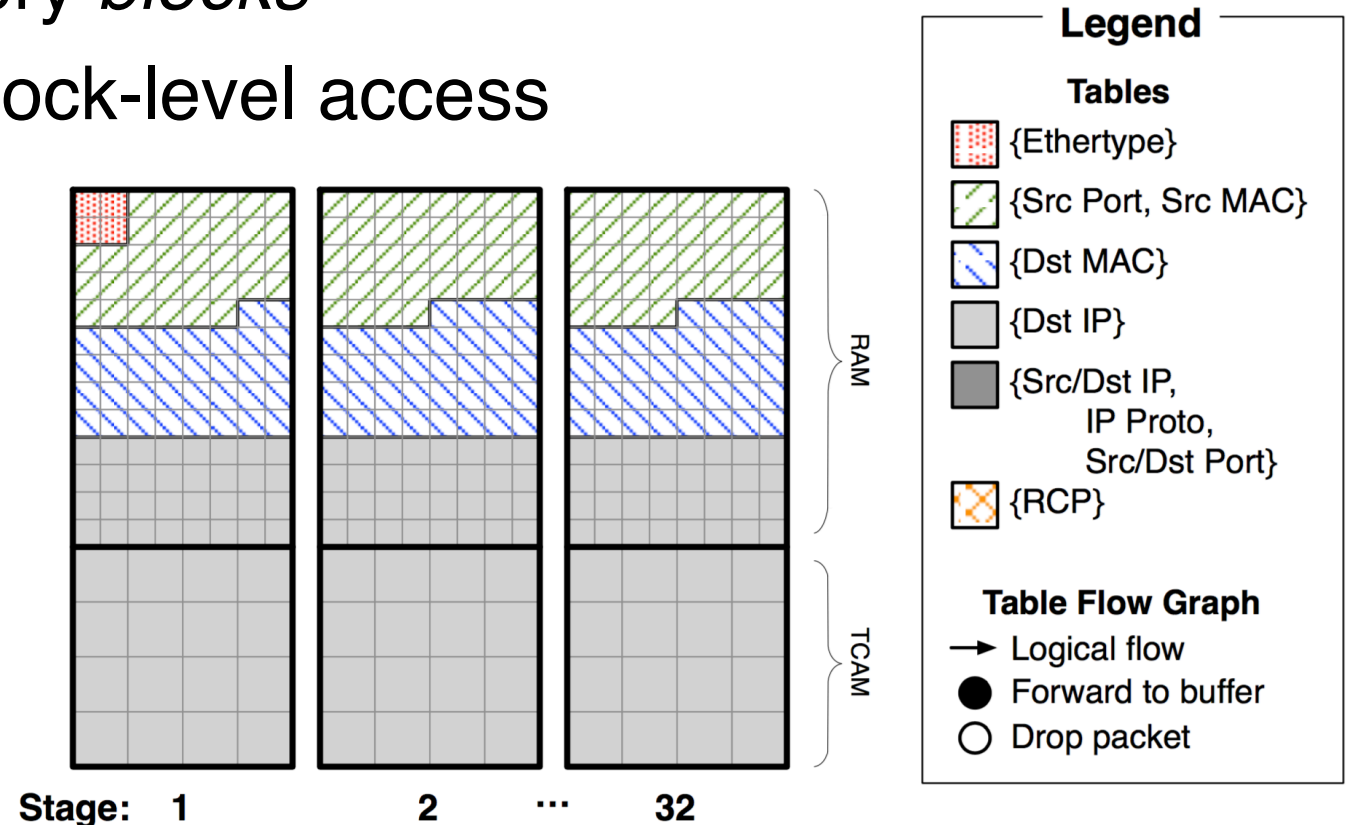 blocks
ock-level access
Legend
Tables
{Ethertype}
{Src Port, Src MAC}
{Dst MAC}
{Dst IP}
{Src/Dst IP,
IP Proto,
Src/Dst Port}
{RCP}
Table Flow Graph
Logical flow
Forward to buffer
Drop packet
RAM
TCAM
Stage: 1 2 ... 32